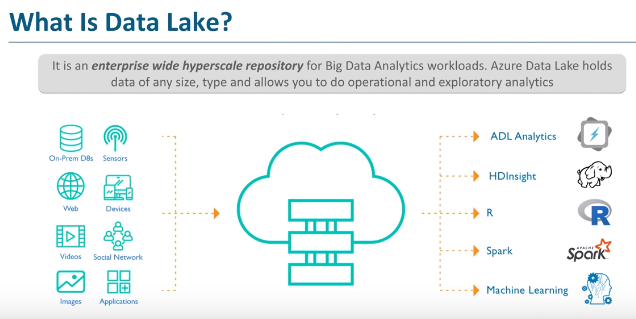 What Is Data Lake?
It is an enterprise wide hyperscale repository for Big Data Analytics workloads. Azure Data Lake holds
data of any size, type and allows you to do operational and exploratory analytics
On-Prem DBs
Sensors
Web
Devices
Videos
Social Network
Images
Applications
ADL Analytics
HDInsight
R
R
Spark
APACHE
Spark
Machine Learning